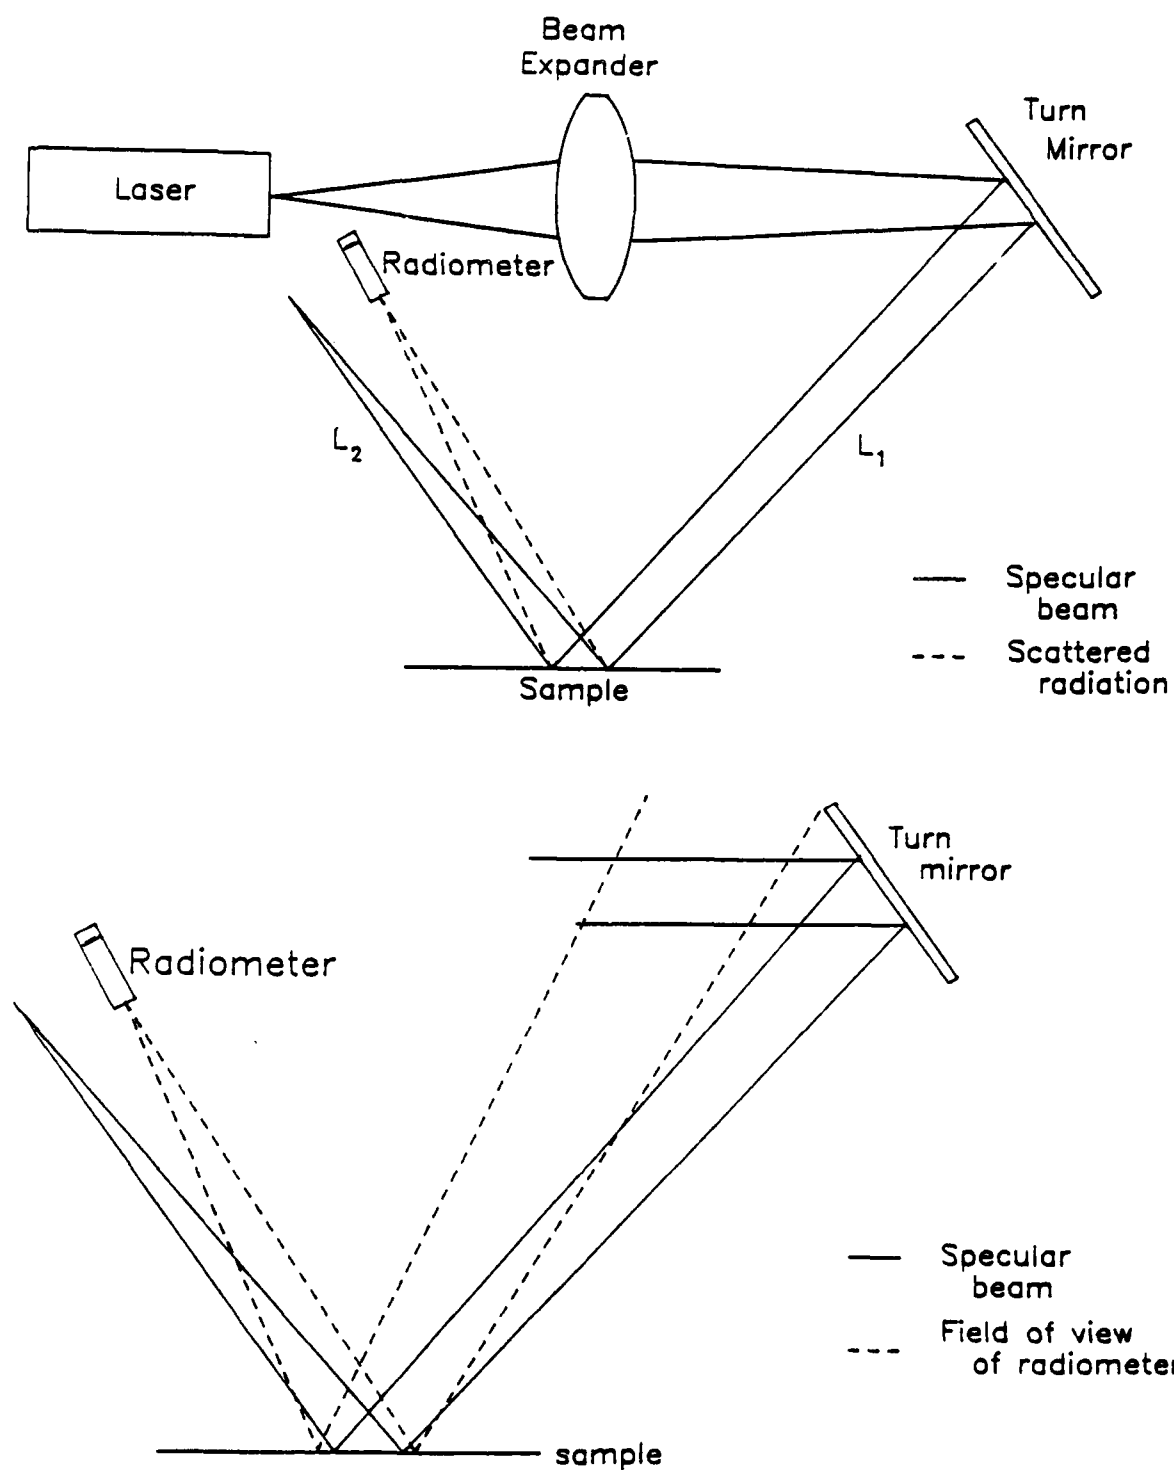 Beam
Expander
Turn
Mirror
Laser
Radiometer
L₂
L₁
Specular
beam
Scattered
radiation
Sample
Turn
mirror
Radiometer
Specular
beam
Field of view
of radiometer
sample